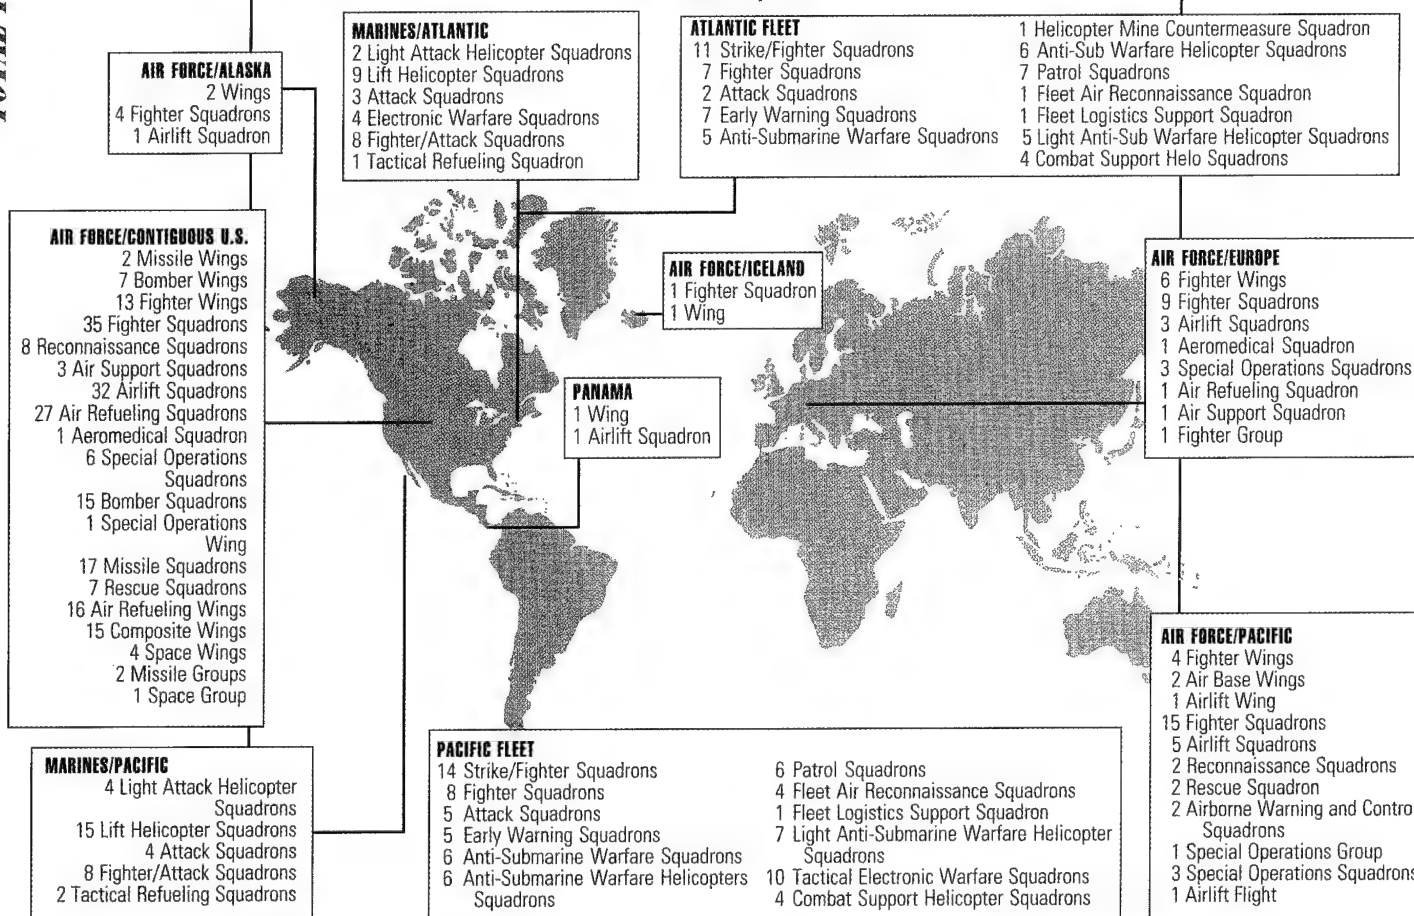 AIR FORCE/ALASKA
2 Wings
4 Fighter Squadrons
1 Airlift Squadron
MARINES/ATLANTIC
2 Light Attack Helicopter Squadrons
9 Lift Helicopter Squadrons
3 Attack Squadrons
4 Electronic Warfare Squadrons
8 Fighter/Attack Squadrons
1 Tactical Refueling Squadron
ATLANTIC FLEET
11 Strike/Fighter Squadrons
7 Fighter Squadrons
2 Attack Squadrons
7 Early Warning Squadrons
5 Anti-Submarine Warfare Squadrons
1 Helicopter Mine Countermeasure Squadron
6 Anti-Sub Warfare Helicopter Squadrons
7 Patrol Squadrons
1 Fleet Air Reconnaissance Squadron
1 Fleet Logistics Support Squadron
5 Light Anti-Sub Warfare Helicopter Squadrons
4 Combat Support Helo Squadrons
AIR FORCE/CONTIGUOUS U.S.
2 Missile Wings
7 Bomber Wings
13 Fighter Wings
35 Fighter Squadrons
8 Reconnaissance Squadrons
3 Air Support Squadrons
32 Airlift Squadrons
27 Air Refueling Squadrons
1 Aeromedical Squadron
6 Special Operations
Squadrons
15 Bomber Squadrons
1 Special Operations
Wing
17 Missile Squadrons
7 Rescue Squadrons
16 Air Refueling Wings
15 Composite Wings
4 Space Wings
2 Missile Groups
1 Space Group
AIR FORCE/ICELAND
1 Fighter Squadron
1 Wing
PANAMA
1 Wing
1 Airlift Squadron
AIR FORCE/EUROPE
6 Fighter Wings
9 Fighter Squadrons
3 Airlift Squadrons
1 Aeromedical Squadron
3 Special Operations Squadrons
1 Air Refueling Squadron
1 Air Support Squadron
1 Fighter Group
MARINES/PACIFIC
4 Light Attack Helicopter
Squadrons
15 Lift Helicopter Squadrons
4 Attack Squadrons
8 Fighter/Attack Squadrons
2 Tactical Refueling Squadrons
PACIFIC FLEET
14 Strike/Fighter Squadrons
8 Fighter Squadrons
5 Attack Squadrons
5 Early Warning Squadrons
6 Anti-Submarine Warfare Squadrons
6 Anti-Submarine Warfare Helicopters
Squadrons
6 Patrol Squadrons
4 Fleet Air Reconnaissance Squadrons
1 Fleet Logistics Support Squadron
7 Light Anti-Submarine Warfare Helicopter
Squadrons
10 Tactical Electronic Warfare Squadrons
4 Combat Support Helicopter Squadrons
AIR FORCE/PACIFIC
4 Fighter Wings
2 Air Base Wings
1 Airlift Wing
15 Fighter Squadrons
5 Airlift Squadrons
2 Reconnaissance Squadrons
2 Rescue Squadron
2 Airborne Warning and Contro
Squadrons
1 Special Operations Group
3 Special Operations Squadrons
1 Airlift Flight